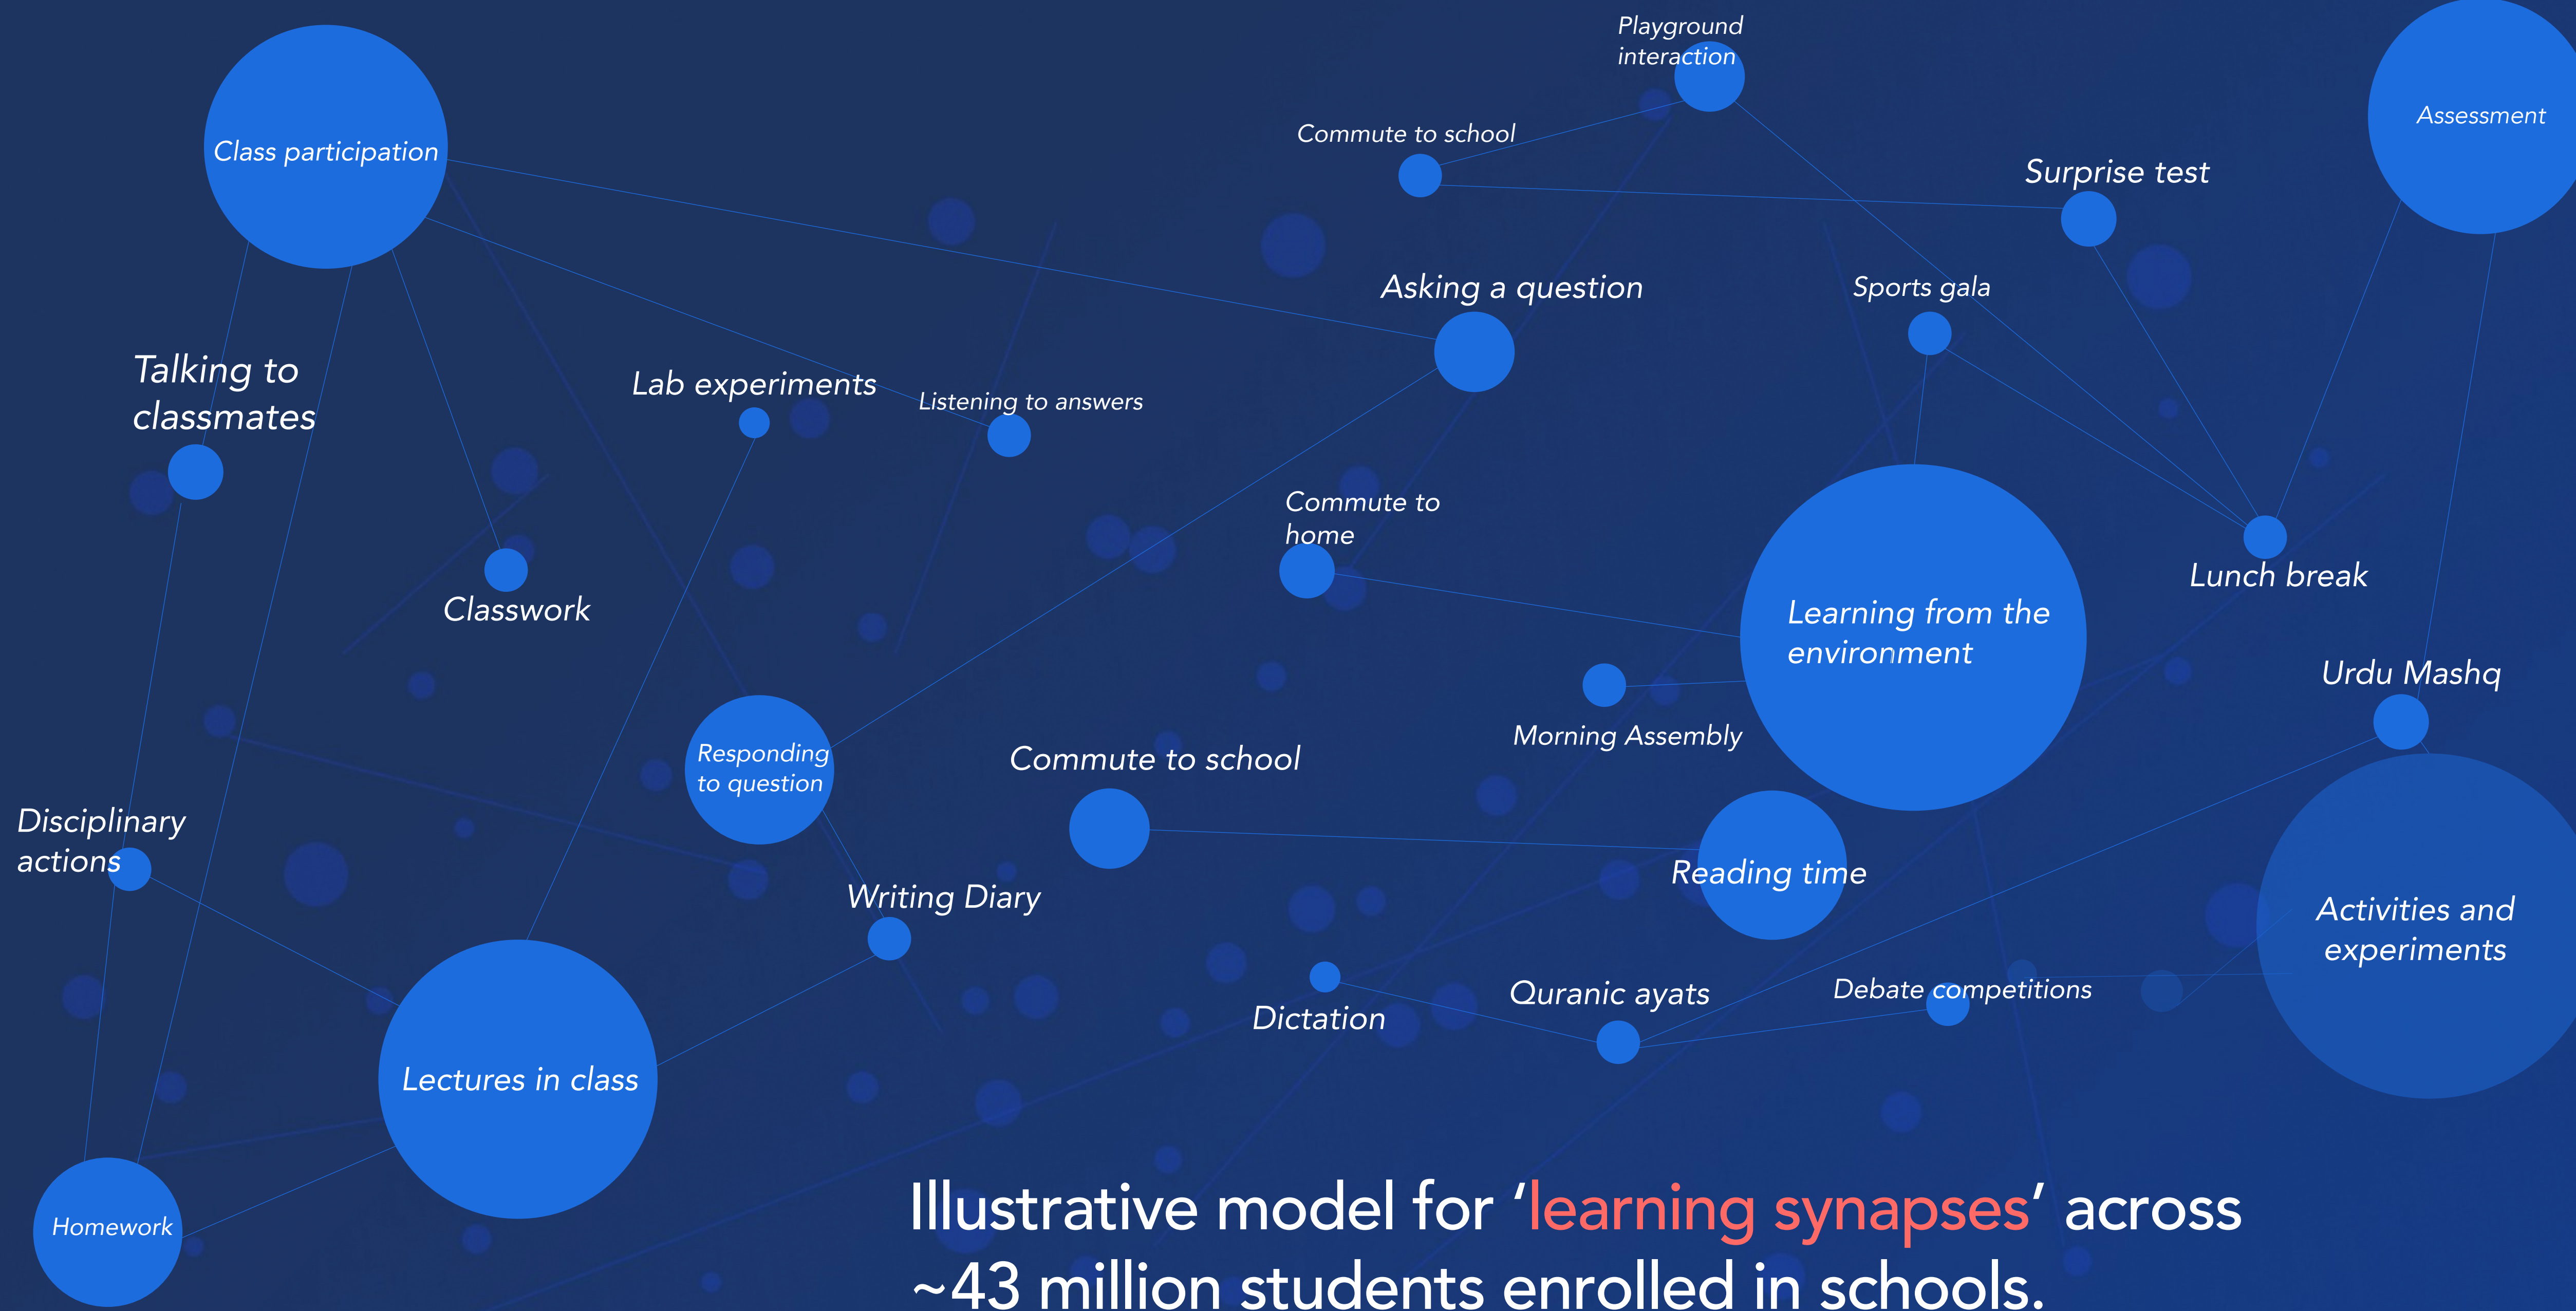 Playground
interaction
Class participation
Assessment
Commute to school
Surprise test
Asking a question
Sports gala
Talking to
classmates
Lab experiments
Listening to answers
Commute to
home
Lunch break
Classwork
Learning from the
environment
Urdu Mashq
Morning Assembly
Responding
to question
Commute to school
Disciplinary
actions
Reading time
Writing Diary
Activities and
experiments
Quranic ayats
Debate competitions
Dictation
Lectures in class
Homework
Illustrative model for ‘learning synapses’ across
~43 million students enrolled in schools.